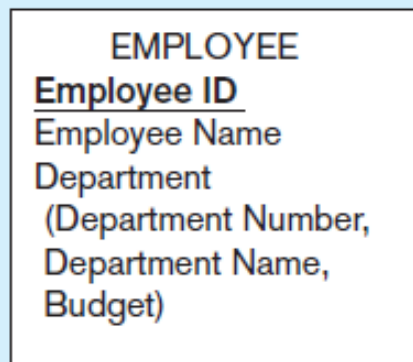 EMPLOYEE
Employee ID
Employee Name
Department
(Department Number,
Department Name,
Budget)